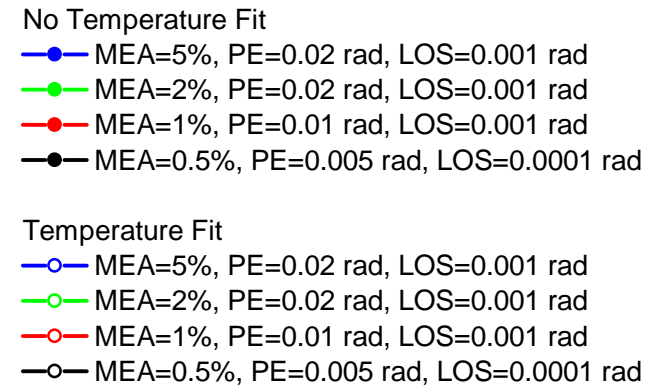 No Temperature Fit
MEA=5%, PE=0.02 rad, LOS=0.001 rad
MEA=2%, PE=0.02 rad, LOS=0.001 rad
MEA=1%, PE=0.01 rad, LOS=0.001 rad
MEA=0.5%, PE=0.005 rad, LOS=0.0001 rad
Temperature Fit
MEA=5%, PE=0.02 rad, LOS=0.001 rad
MEA=2%, PE=0.02 rad, LOS=0.001 rad
MEA=1%, PE=0.01 rad, LOS=0.001 rad
MEA=0.5%, PE=0.005 rad, LOS=0.0001 rad